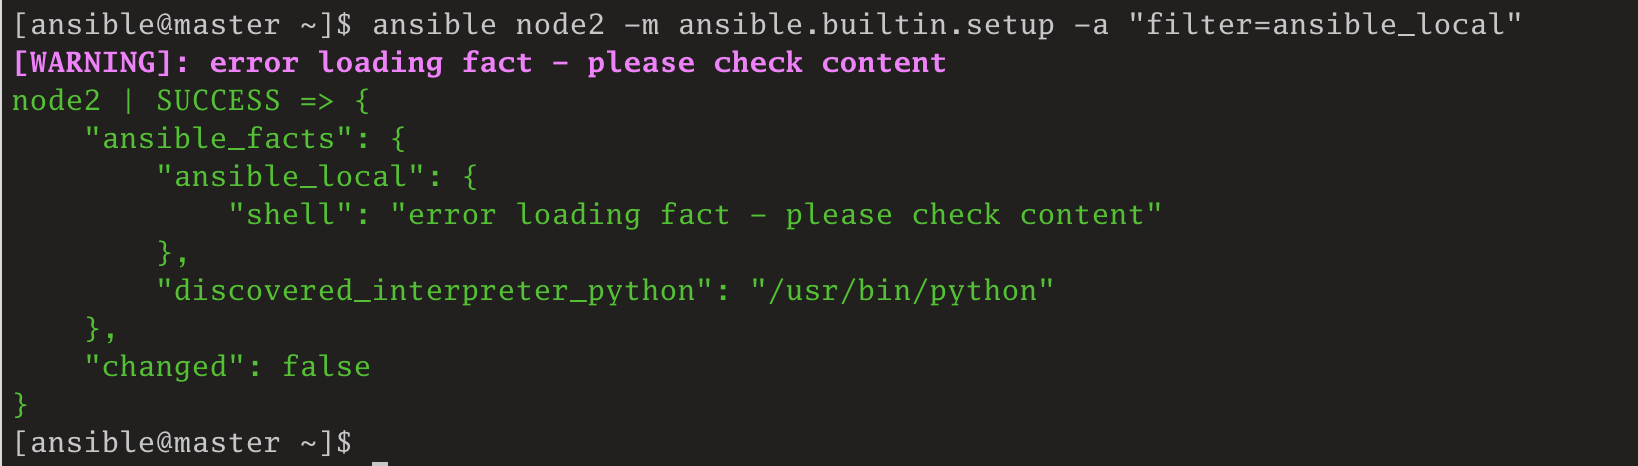 [ansible@master ~]$ ansible node2 -m ansible.builtin.setup -a "filter=ansible_local"
[WARNING]: error loading fact - please check content
node2 | SUCCESS => {
    "ansible_facts": {
        "ansible_local": {
            "shell": "error loading fact - please check content"
        },
        "discovered_interpreter_python": "/usr/bin/python"
    },
    "changed": false
}
[ansible@master ~]$